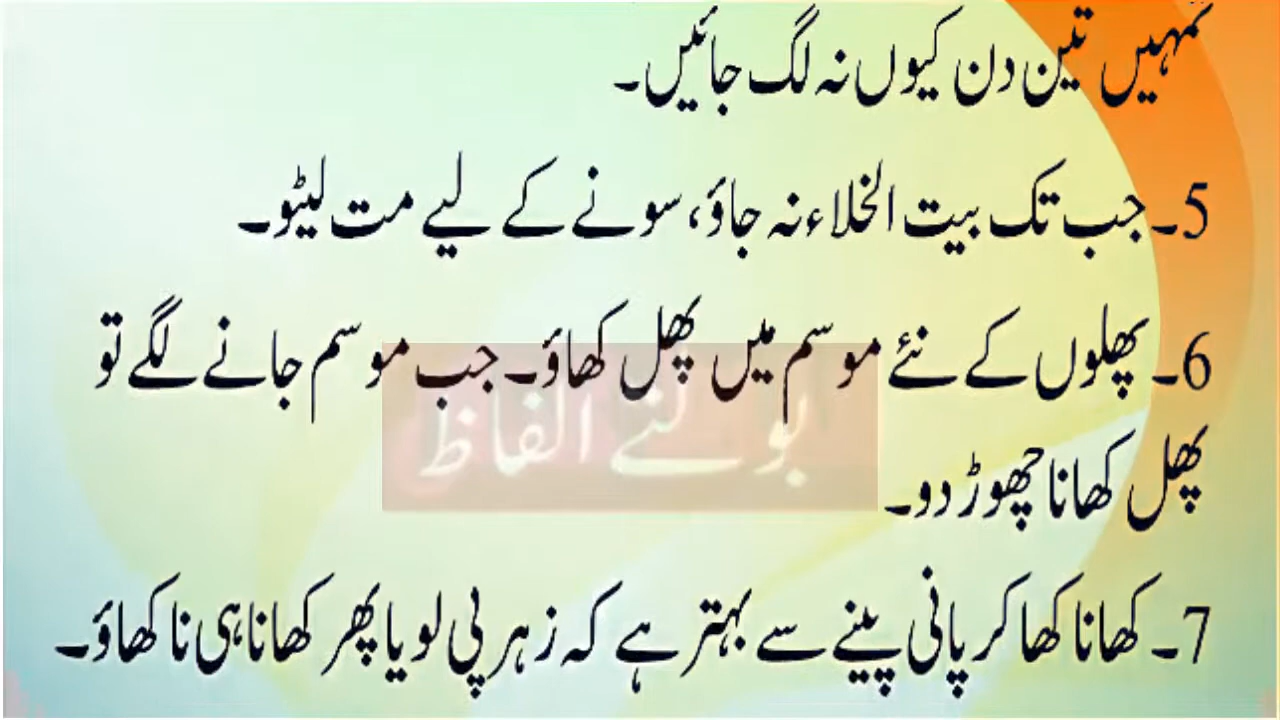 تمہیں تین دن کیوں نہ لگ جائیں۔
5۔ جب تک بیت الخلاء نہ جاؤ، سونے کے لیے مت لیٹو۔
6۔ پھلوں کے نئے موسم میں پھل کھاؤ۔ جب موسم جانے لگے تو
بولتے الفاظ
پھل کھانا چھوڑ دو۔
7۔ کھانا کھا کر پانی پینے سے بہتر ہے کہ زہر پی لو یا پھر کھانا ہی نا کھاؤ۔